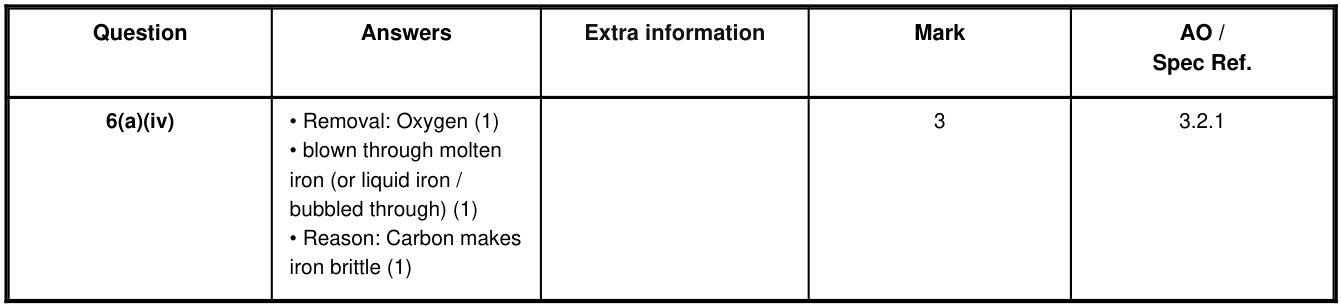 Question Answers Extra information Mark AO /
Spec Ref.
6(a)(iv) • Removal: Oxygen (1) 3 3.2.1
• blown through molten
iron (or liquid iron /
bubbled through) (1)
• Reason: Carbon makes
iron brittle (1)